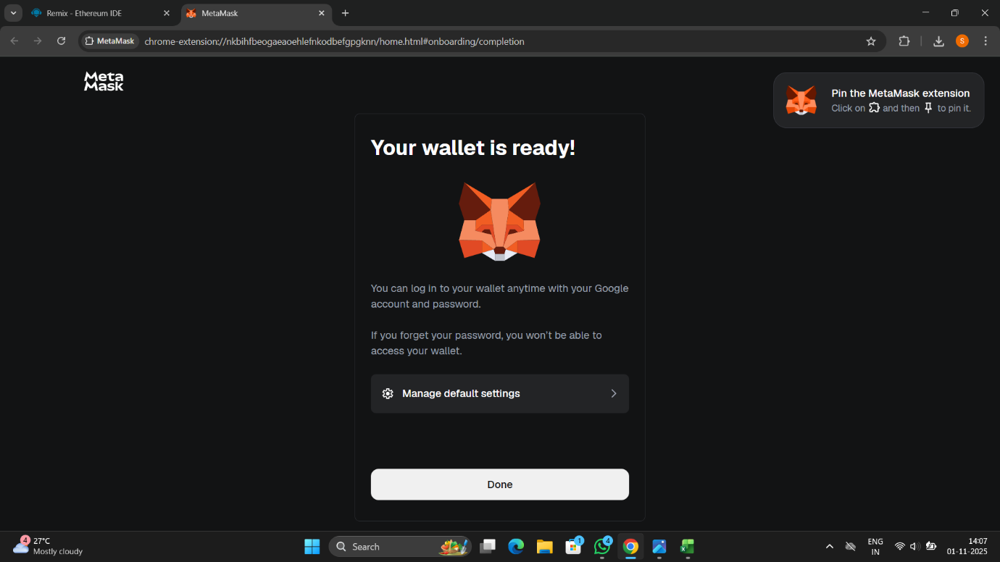 Remix - Ethereum IDE
MetaMask
MetaMask
chrome-extension://nkbihfbeogaeaoehlefnkodbefgpgknn/home.html#onboarding/completion
S
Meta
Mask
Pin the MetaMask extension
Click on and then to pin it.
Your wallet is ready!
You can log in to your wallet anytime with your Google
account and password.
If you forget your password, you won't be able to
access your wallet.
Manage default settings
Done
4
27°C
Mostly cloudy
Search
1
4
ENG
IN
14:07
01-11-2025